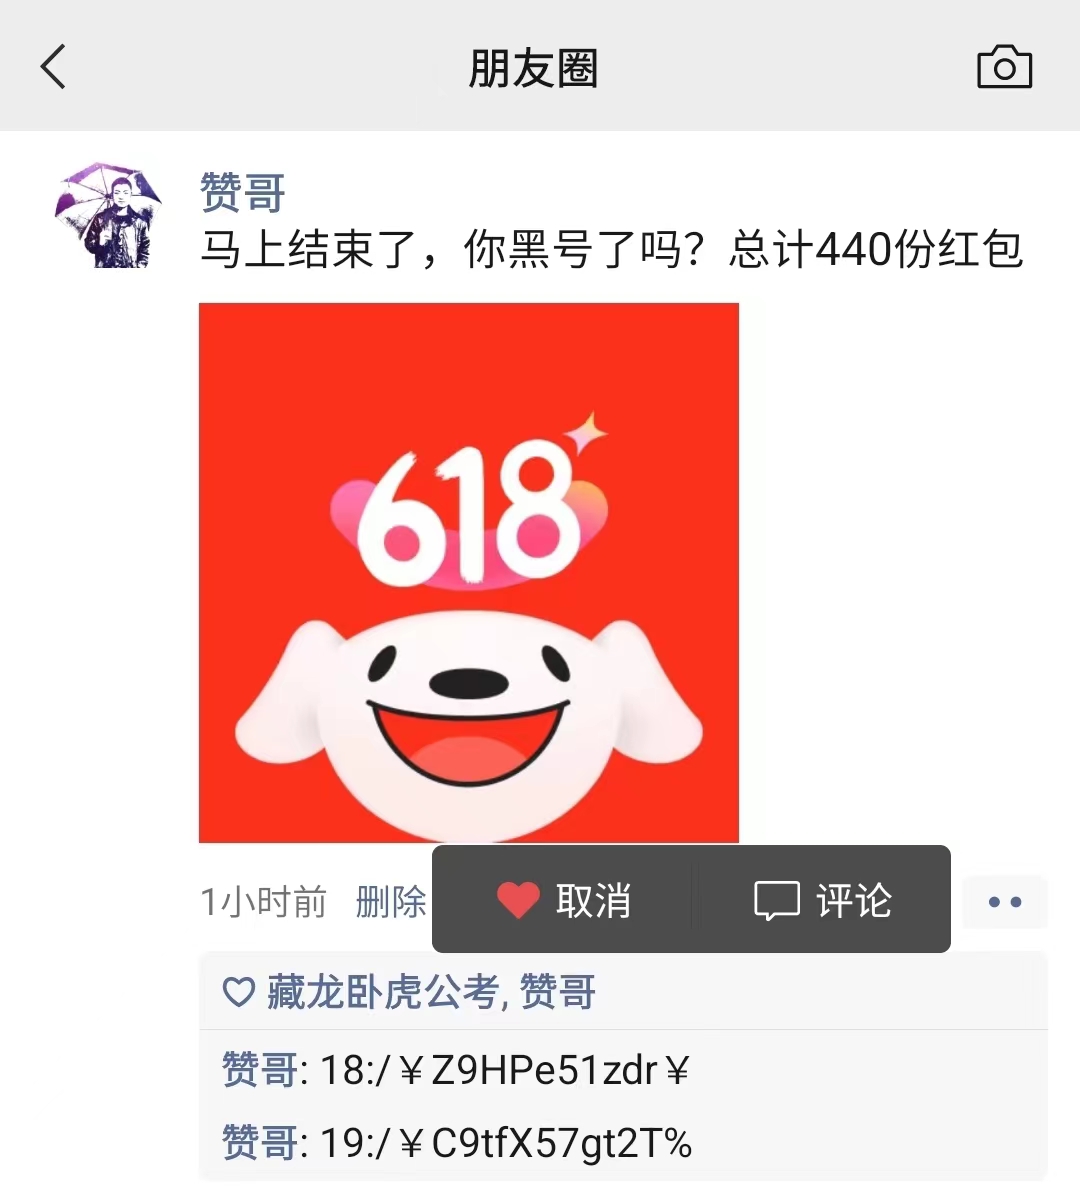 朋友圈
赞哥
马上结束了，你黑号了吗？总计440份红包
618
1小时前 删除 取消 评论
藏龙卧虎公考, 赞哥
赞哥: 18:/￥Z9HPe51zdr￥
赞哥: 19:/￥C9tfX57gt2T%